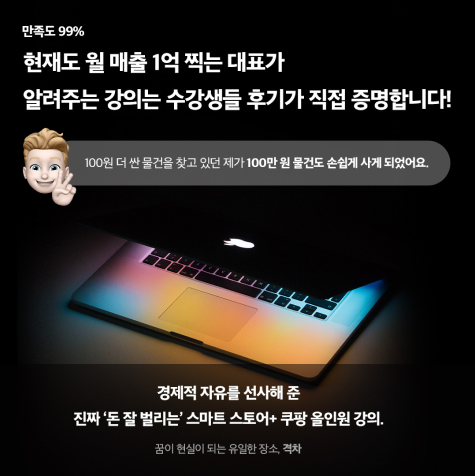 만족도 99%
현재도 월 매출 1억 찍는 대표가
알려주는 강의는 수강생들 후기가 직접 증명합니다!
100원 더 싼 물건을 찾고 있던 제가 100만 원 물건도 손쉽게 사게 되었어요.
경제적 자유를 선사해 준
진짜 ‘돈 잘 벌리는’ 스마트 스토어+ 쿠팡 올인원 강의.
꿈이 현실이 되는 유일한 장소, 격차